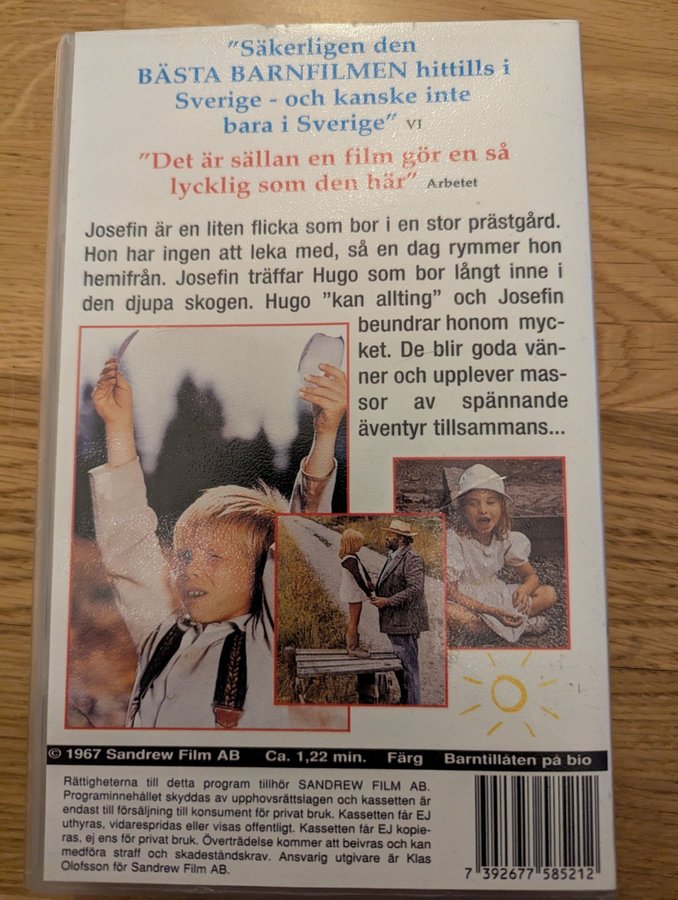 "Säkerligen den
BÄSTA BARNFILMEN hittills i
Sverige - och kanske inte
bara i Sverige" VI
"Det är sällan en film gör en så
lycklig som den här" Arbetet
Josefin är en liten flicka som bor i en stor prästgård.
Hon har ingen att leka med, så en dag rymmer hon
hemifrån. Josefin träffar Hugo som bor långt inne i
den djupa skogen. Hugo "kan allting" och Josefin
beundrar honom myc-
ket. De blir goda vän-
ner och upplever mas-
sor av spännande
äventyr tillsammans...
© 1967 Sandrew Film AB Ca. 1,22 min. Färg Barntillåten på bio
Rättigheterna till detta program tillhör SANDREW FILM AB.
Programinnehållet skyddas av upphovsrättslagen och kassetten är
endast till försäljning till konsument för privat bruk. Kassetten får EJ
uthyras, vidarespridas eller visas offentligt. Kassetten får EJ kopie-
ras, ej ens för privat bruk. Överträdelse kommer att beivras och kan
medföra straff och skadeståndskrav. Ansvarig utgivare är Klas
Olofsson för Sandrew Film AB.
7 392677 585212